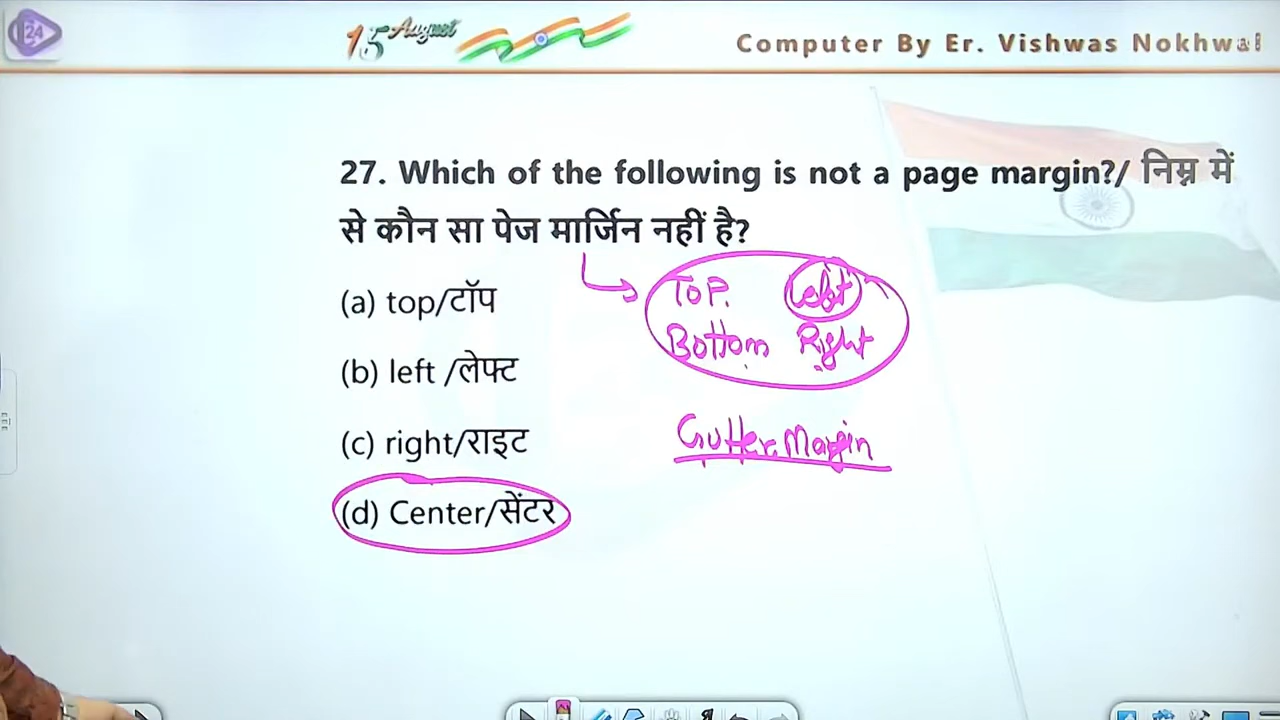 24
15 August
Computer By Er. Vishwas Nokhwal
27. Which of the following is not a page margin?/ निम्न में
से कौन सा पेज मार्जिन नहीं है?
(a) top/टॉप
(b) left /लेफ्ट
(c) right/राइट
(d) Center/सेंटर
Top. Left
Bottom Right
Gutter Margin